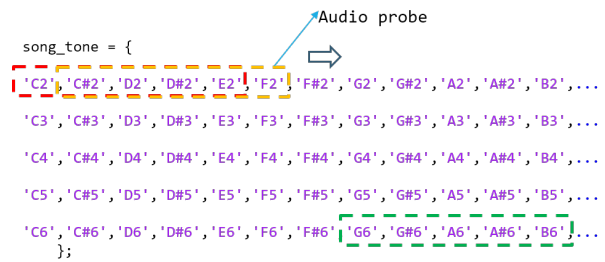 Audio probe
song_tone = {
'C2','C#2','D2','D#2','E2','F2','F#2','G2','G#2','A2','A#2','B2',...
'C3','C#3','D3','D#3','E3','F3','F#3','G3','G#3','A3','A#3','B3',...
'C4','C#4','D4','D#4','E4','F4','F#4','G4','G#4','A4','A#4','B4',...
'C5','C#5','D5','D#5','E5','F5','F#5','G5','G#5','A5','A#5','B5',...
'C6','C#6','D6','D#6','E6','F6','F#6','G6','G#6','A6','A#6','B6',...
};